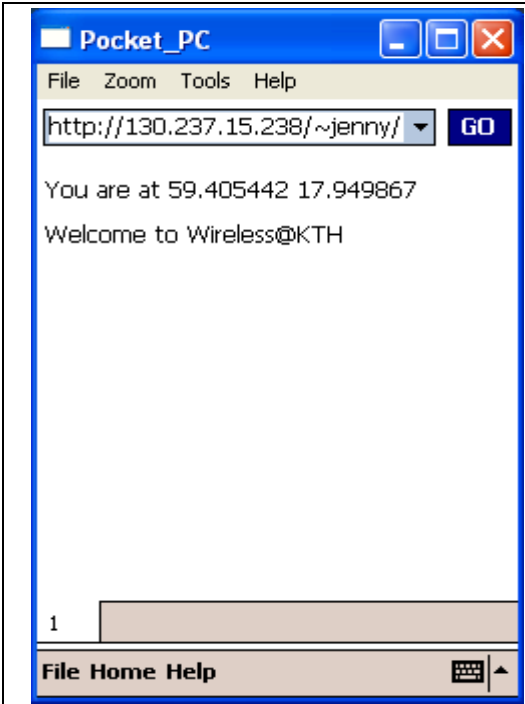 Pocket_PC
File Zoom Tools Help
http://130.237.15.238/~jenny/ GO
You are at 59.405442 17.949867
Welcome to Wireless@KTH
1
File Home Help